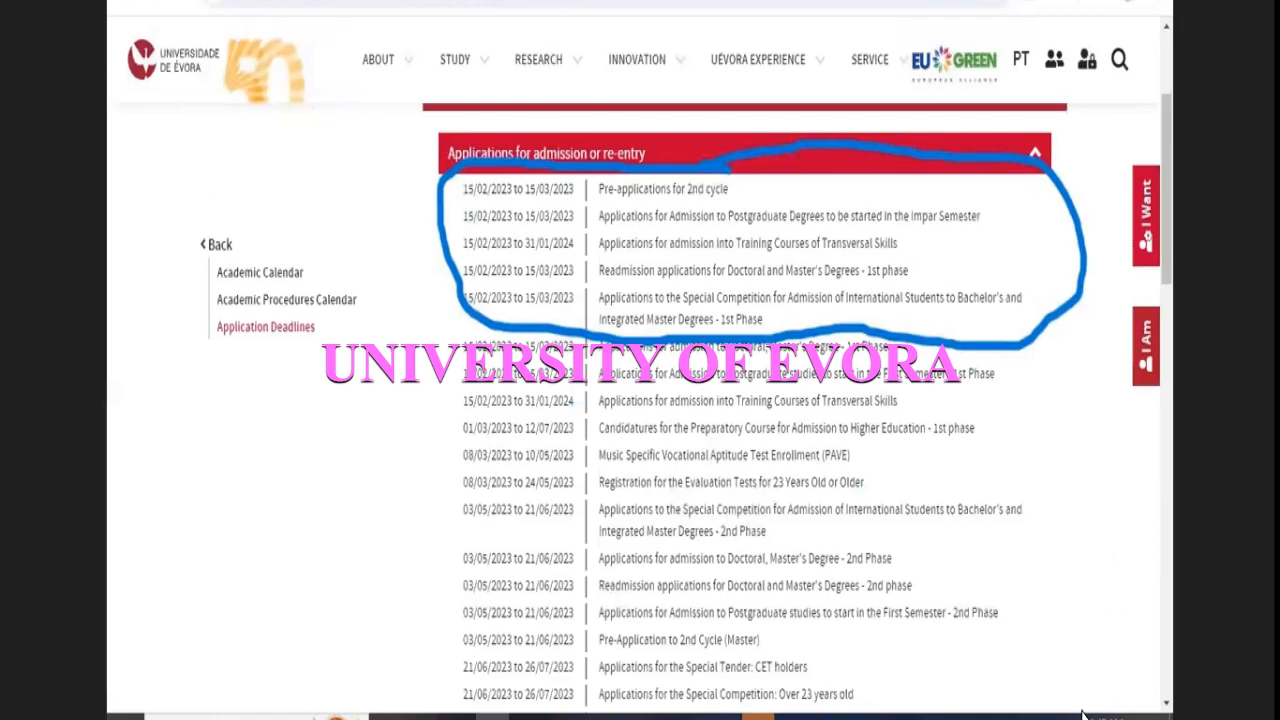 UNIVERSIDADE
DE ÉVORA
ABOUT STUDY RESEARCH INNOVATION UÉVORA EXPERIENCE SERVICE
EU GREEN
EUROPEAN ALLIANCE
PT
Applications for admission or re-entry
15/02/2023 to 15/03/2023 Pre-applications for 2nd cycle
15/02/2023 to 15/03/2023 Applications for Admission to Postgraduate Degrees to be started in the Impar Semester
15/02/2023 to 31/01/2024 Applications for admission into Training Courses of Transversal Skills
15/02/2023 to 15/03/2023 Readmission applications for Doctoral and Master's Degrees - 1st phase
15/02/2023 to 15/03/2023 Applications to the Special Competition for Admission of International Students to Bachelor's and
Integrated Master Degrees - 1st Phase
Back
Academic Calendar
Academic Procedures Calendar
Application Deadlines
I Want
I Am
UNIVERSITY OF EVORA
Applications for Admission to Postgraduate studies to start in the First Semester - 1st Phase
15/02/2023 to 31/01/2024 Applications for admission into Training Courses of Transversal Skills
01/03/2023 to 12/07/2023 Candidatures for the Preparatory Course for Admission to Higher Education - 1st phase
08/03/2023 to 10/05/2023 Music Specific Vocational Aptitude Test Enrollment (PAVE)
08/03/2023 to 24/05/2023 Registration for the Evaluation Tests for 23 Years Old or Older
03/05/2023 to 21/06/2023 Applications to the Special Competition for Admission of International Students to Bachelor's and
Integrated Master Degrees - 2nd Phase
03/05/2023 to 21/06/2023 Applications for admission to Doctoral, Master's Degree - 2nd Phase
03/05/2023 to 21/06/2023 Readmission applications for Doctoral and Master's Degrees - 2nd phase
03/05/2023 to 21/06/2023 Applications for Admission to Postgraduate studies to start in the First Semester - 2nd Phase
03/05/2023 to 21/06/2023 Pre-Application to 2nd Cycle (Master)
21/06/2023 to 26/07/2023 Applications for the Special Tender: CET holders
21/06/2023 to 26/07/2023 Applications for the Special Competition: Over 23 years old